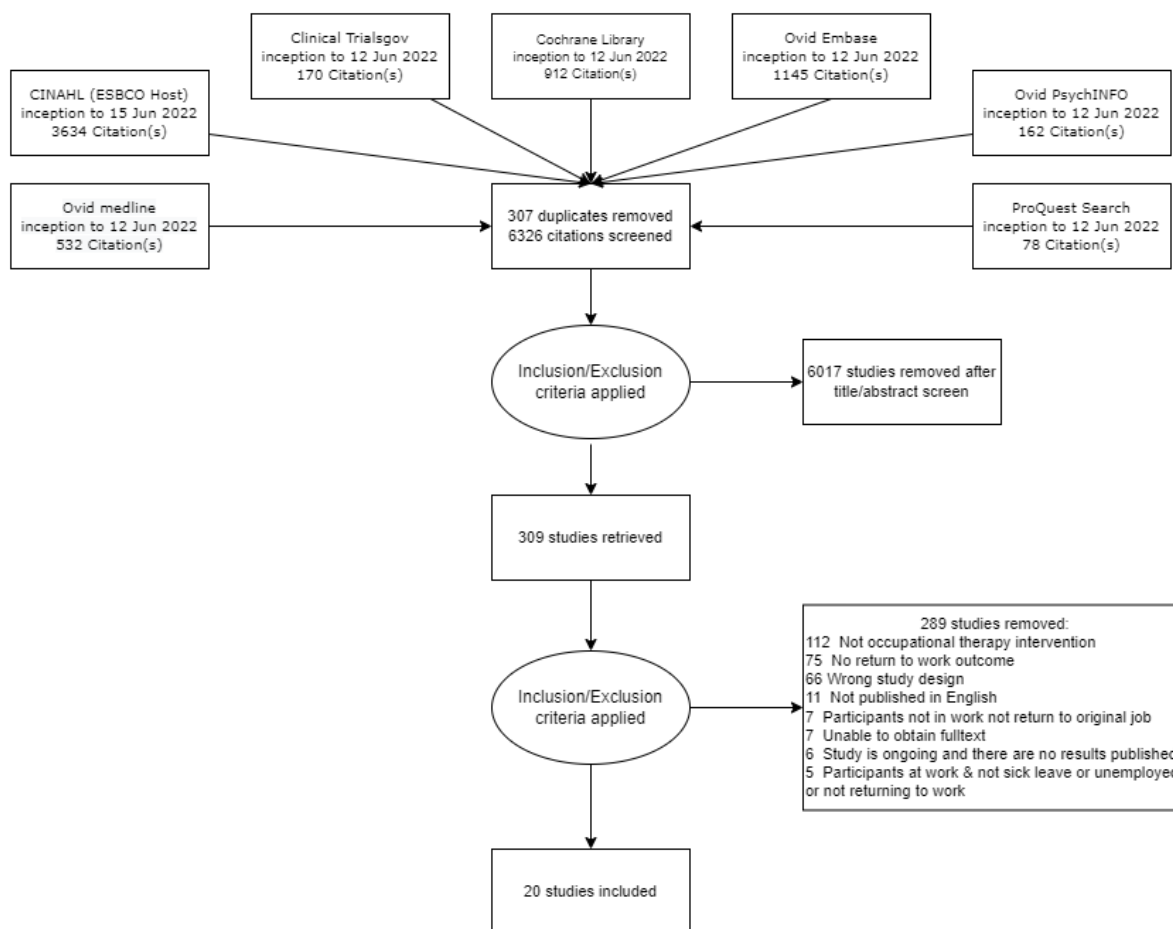 Clinical Trialsgov
inception to 12 Jun 2022
170 Citation(s)
Cochrane Library
inception to 12 Jun 2022
912 Citation(s)
Ovid Embase
inception to 12 Jun 2022
1145 Citation(s)
CINAHL (ESBCO Host)
inception to 15 Jun 2022
3634 Citation(s)
Ovid PsychINFO
inception to 12 Jun 2022
162 Citation(s)
Ovid medline
inception to 12 Jun 2022
532 Citation(s)
307 duplicates removed
6326 citations screened
ProQuest Search
inception to 12 Jun 2022
78 Citation(s)
Inclusion/Exclusion
criteria applied
6017 studies removed after
title/abstract screen
309 studies retrieved
Inclusion/Exclusion
criteria applied
289 studies removed:
112 Not occupational therapy intervention
75 No return to work outcome
66 Wrong study design
11 Not published in English
7 Participants not in work not return to original job
7 Unable to obtain fulltext
6 Study is ongoing and there are no results published
5 Participants at work & not sick leave or unemployed
or not returning to work
20 studies included